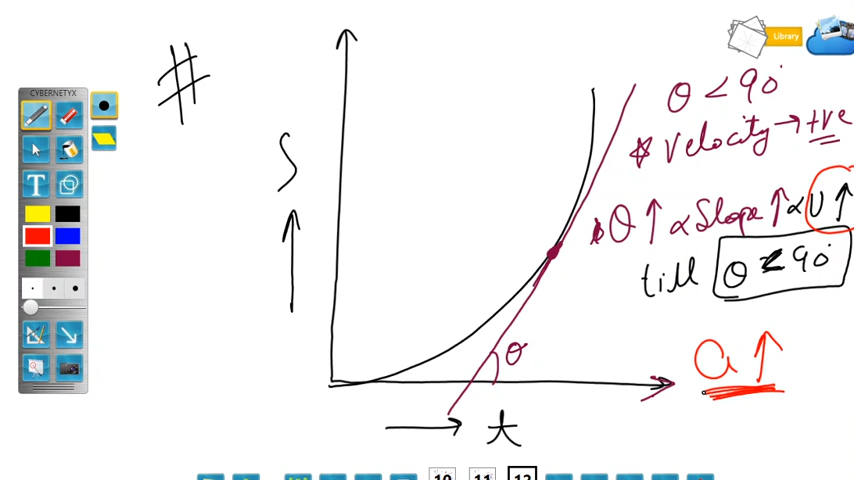 Library
CYBERNETYX
T
#
S
t
θ
θ < 90°
* Velocity → +ve
θ ↑ ∝ Slope ↑ ∝ v ↑
till θ < 90°
a ↑
10 11 12